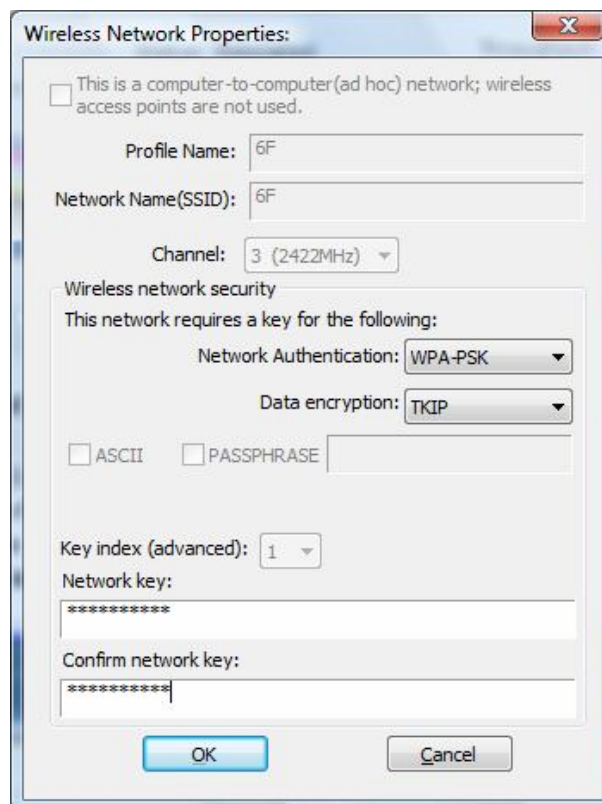 Wireless Network Properties:
This is a computer-to-computer(ad hoc) network; wireless
access points are not used.
Profile Name: 6F
Network Name(SSID): 6F
Channel: 3 (2422MHz)
Wireless network security
This network requires a key for the following:
Network Authentication: WPA-PSK
Data encryption: TKIP
ASCII PASSPHRASE
Key index (advanced): 1
Network key:
**********
Confirm network key:
**********
OK Cancel